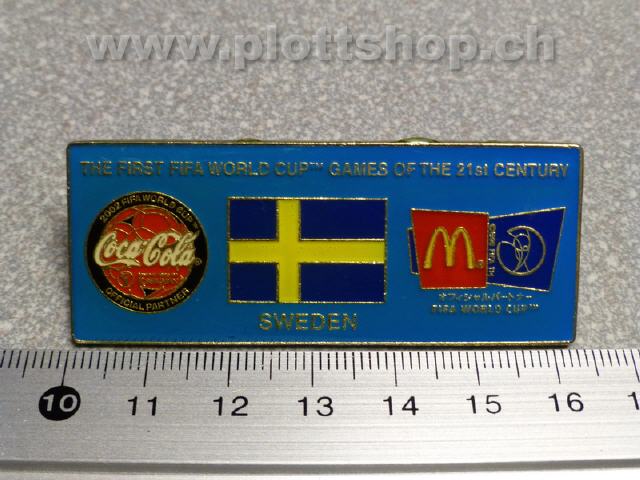 www.plottshop.ch
THE FIRST FIFA WORLD CUP™ GAMES OF THE 21st CENTURY
2002 FIFA WORLD CUP™
Coca-Cola®
OFFICIAL PARTNER
M®
オフィシャルパートナー
FIFA WORLD CUP™
SWEDEN
10 11 12 13 14 15 16